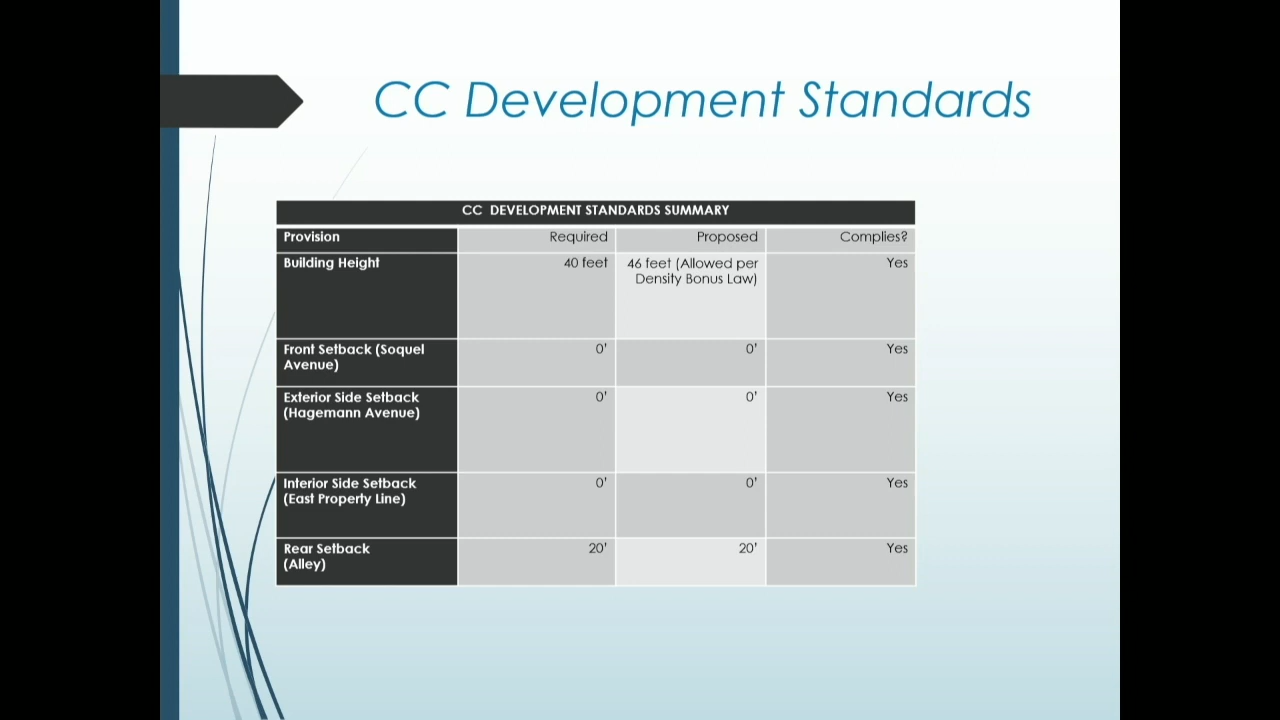 CC Development Standards
CC DEVELOPMENT STANDARDS SUMMARY
Provision Required Proposed Complies?
Building Height 40 feet 46 feet (Allowed per Yes
Density Bonus Law)
Front Setback (Soquel 0' 0' Yes
Avenue)
Exterior Side Setback 0' 0' Yes
(Hagemann Avenue)
Interior Side Setback 0' 0' Yes
(East Property Line)
Rear Setback 20' 20' Yes
(Alley)